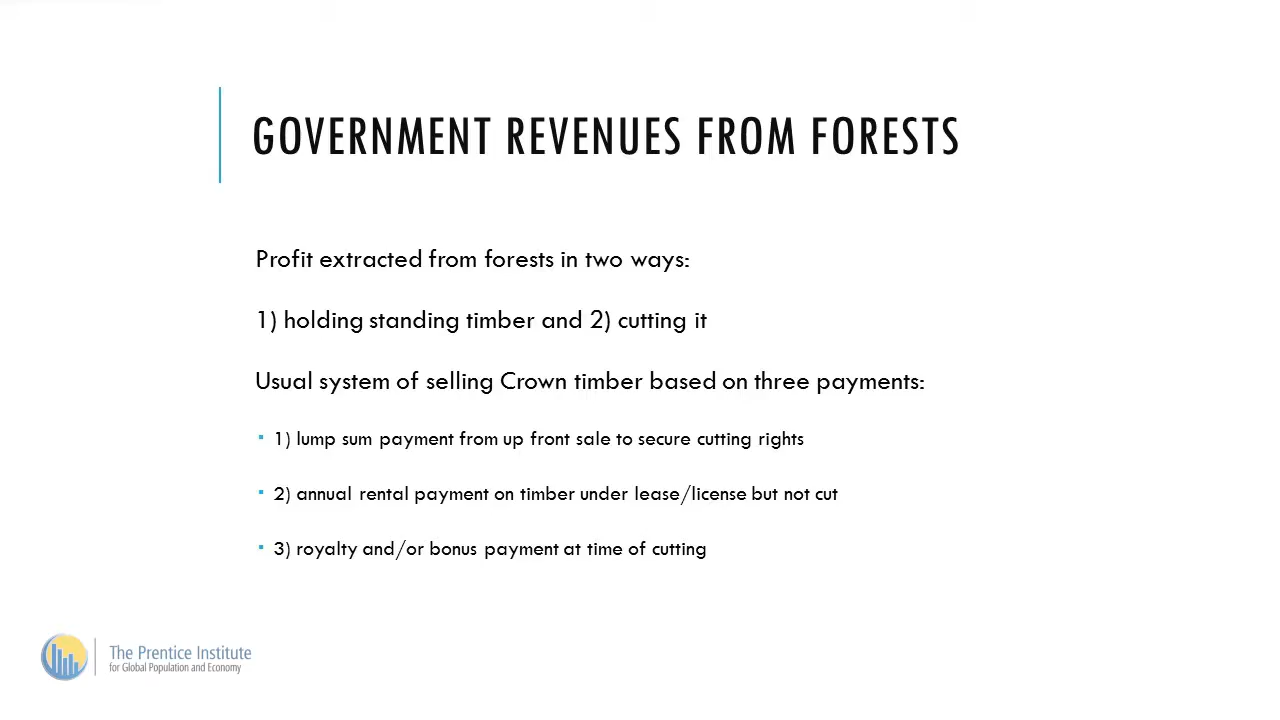 GOVERNMENT REVENUES FROM FORESTS
Profit extracted from forests in two ways:
1) holding standing timber and 2) cutting it
Usual system of selling Crown timber based on three payments:
▪ 1) lump sum payment from up front sale to secure cutting rights
▪ 2) annual rental payment on timber under lease/license but not cut
▪ 3) royalty and/or bonus payment at time of cutting
The Prentice Institute
for Global Population and Economy